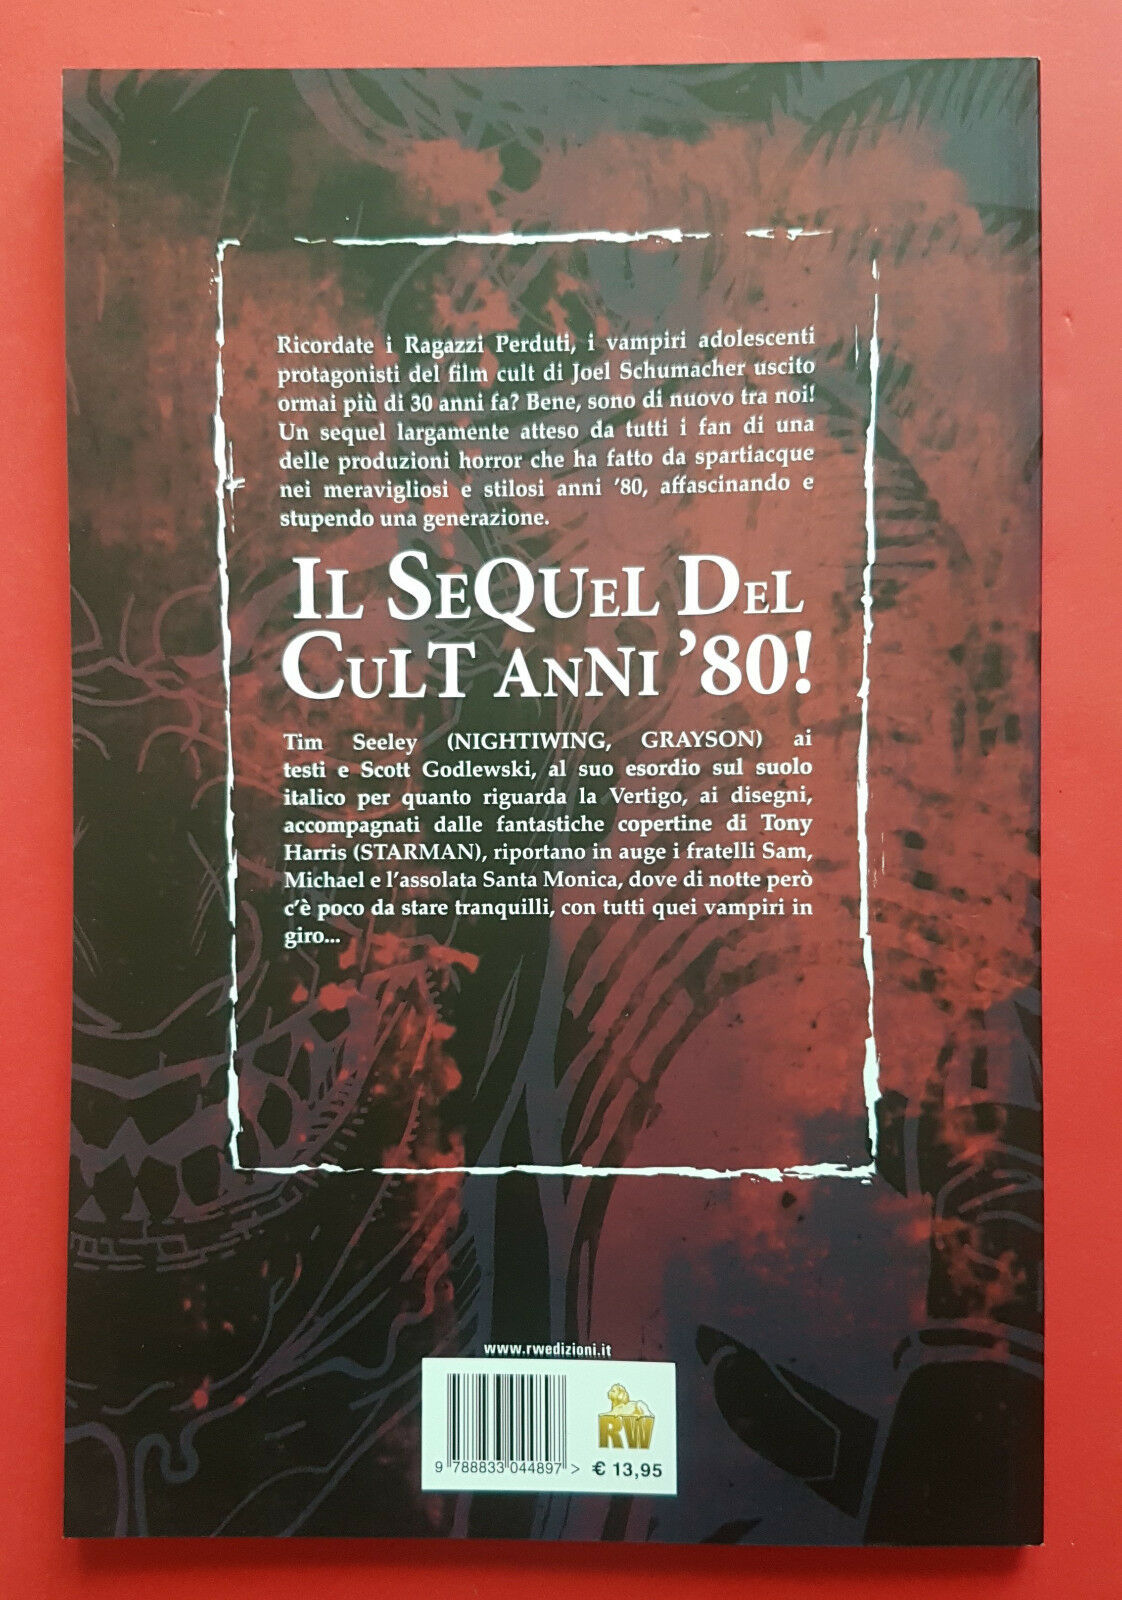 Ricordate i Ragazzi Perduti, i vampiri adolescenti
protagonisti del film cult di Joel Schumacher uscito
ormai più di 30 anni fa? Bene, sono di nuovo tra noi!
Un sequel largamente atteso da tutti i fan di una
delle produzioni horror che ha fatto da spartiacque
nei meravigliosi e stilosi anni '80, affascinando e
stupendo una generazione.
IL SEQUEL DEL
CULT ANNI '80!
Tim Seeley (NIGHTIWING, GRAYSON) ai
testi e Scott Godlewski, al suo esordio sul suolo
italico per quanto riguarda la Vertigo, ai disegni,
accompagnati dalle fantastiche copertine di Tony
Harris (STARMAN), riportano in auge i fratelli Sam,
Michael e l'assolata Santa Monica, dove di notte però
c'è poco da stare tranquilli, con tutti quei vampiri in
giro...
www.rwedizioni.it
RW
9 788833 044897 >
€ 13,95